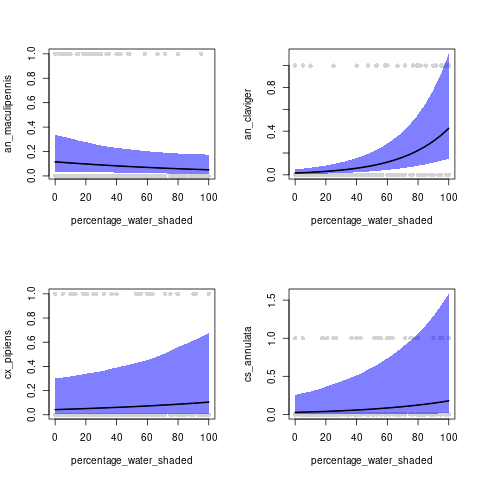 an_maculipennis
0.0 0.2 0.4 0.6 0.8 1.0
0 20 40 60 80 100
percentage_water_shaded
an_claviger
0.0 0.4 0.8
0 20 40 60 80 100
percentage_water_shaded
cx_pipiens
0.0 0.2 0.4 0.6 0.8 1.0
0 20 40 60 80 100
percentage_water_shaded
cs_annulata
0.0 0.5 1.0 1.5
0 20 40 60 80 100
percentage_water_shaded